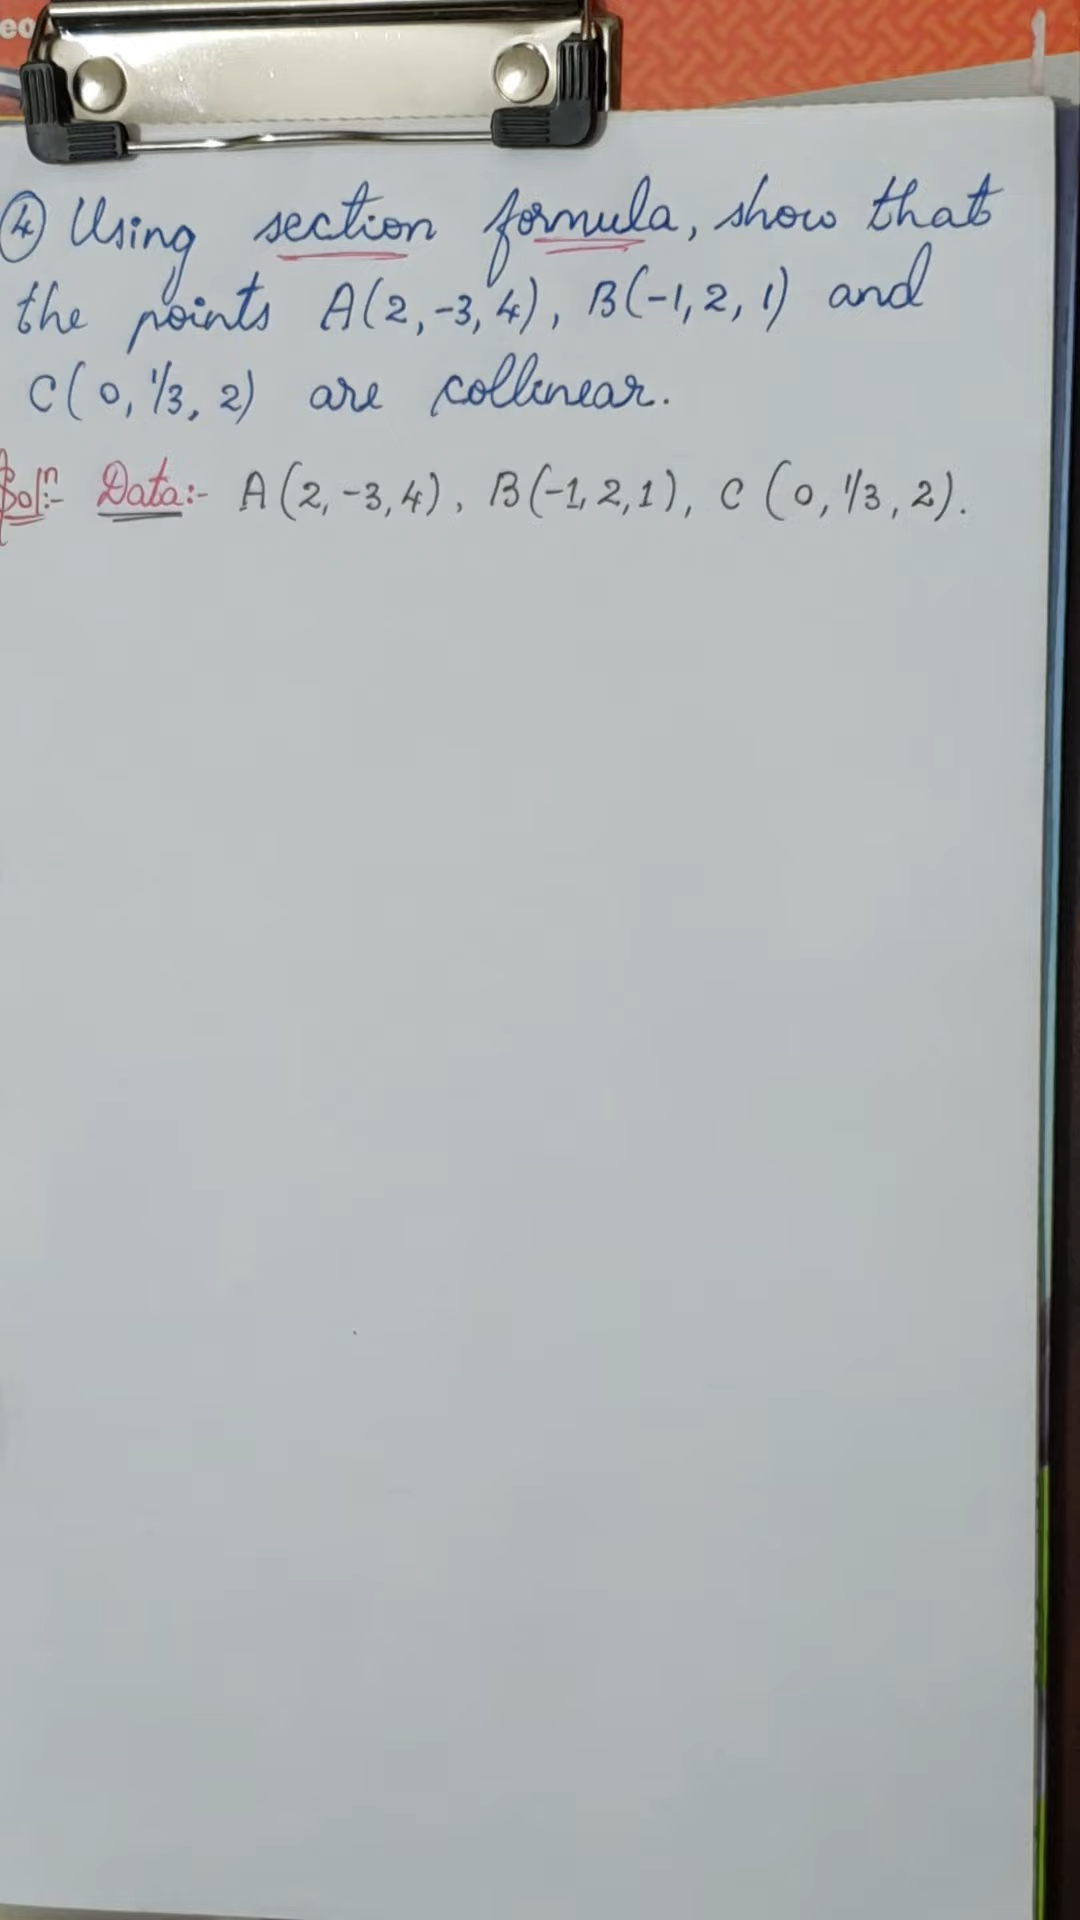 eo
④ Using section formula, show that
the points A(2,-3,4), B(-1,2,1) and
C(0,1/3,2) are collinear.
Solⁿ:- Data:- A(2,-3,4), B(-1,2,1), C(0,1/3,2).